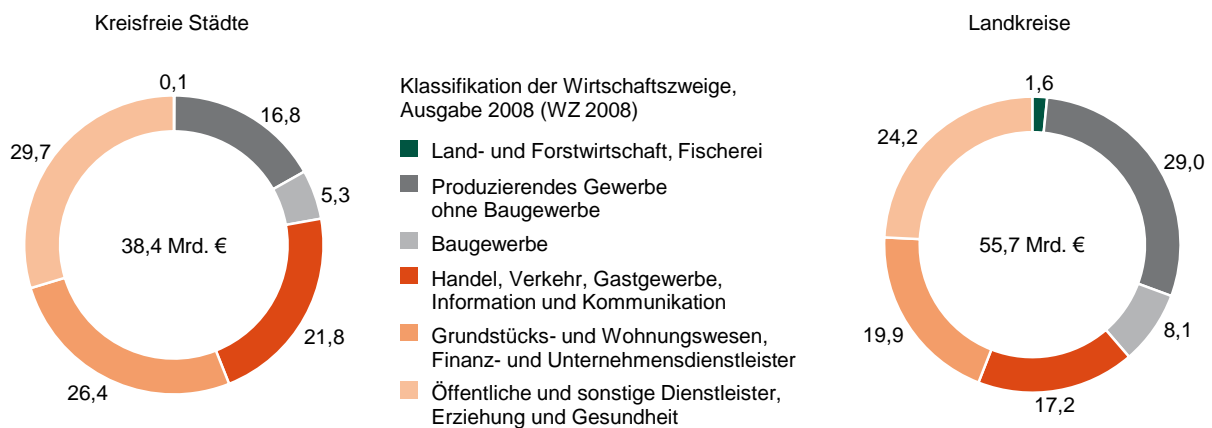 Kreisfreie Städte
0,1
16,8
5,3
21,8
26,4
29,7
38,4 Mrd. €
Klassifikation der Wirtschaftszweige,
Ausgabe 2008 (WZ 2008)
Land- und Forstwirtschaft, Fischerei
Produzierendes Gewerbe
ohne Baugewerbe
Baugewerbe
Handel, Verkehr, Gastgewerbe,
Information und Kommunikation
Grundstücks- und Wohnungswesen,
Finanz- und Unternehmensdienstleister
Öffentliche und sonstige Dienstleister,
Erziehung und Gesundheit
Landkreise
1,6
29,0
8,1
17,2
19,9
24,2
55,7 Mrd. €